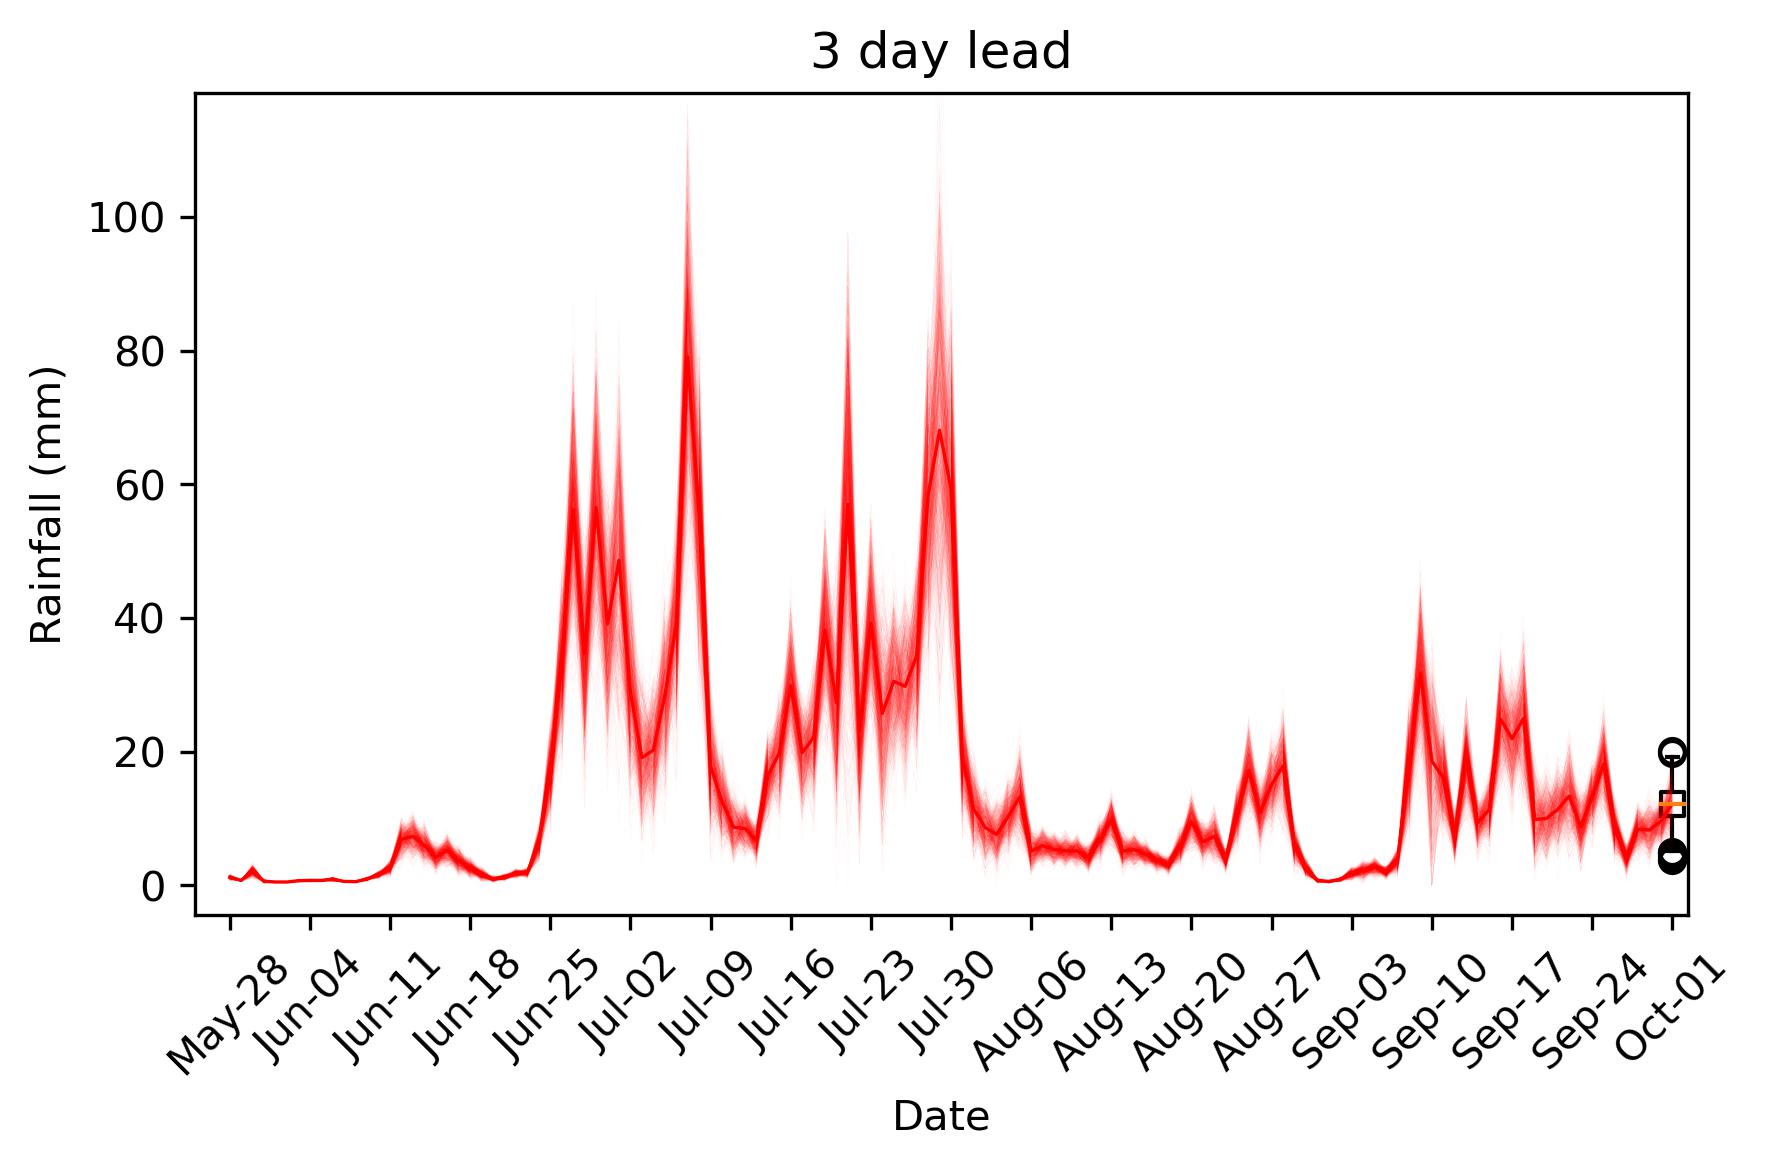 3 day lead
Rainfall (mm)
100
80
60
40
20
0
May-28
Jun-04
Jun-11
Jun-18
Jun-25
Jul-02
Jul-09
Jul-16
Jul-23
Jul-30
Aug-06
Aug-13
Aug-20
Aug-27
Sep-03
Sep-10
Sep-17
Sep-24
Oct-01
Date